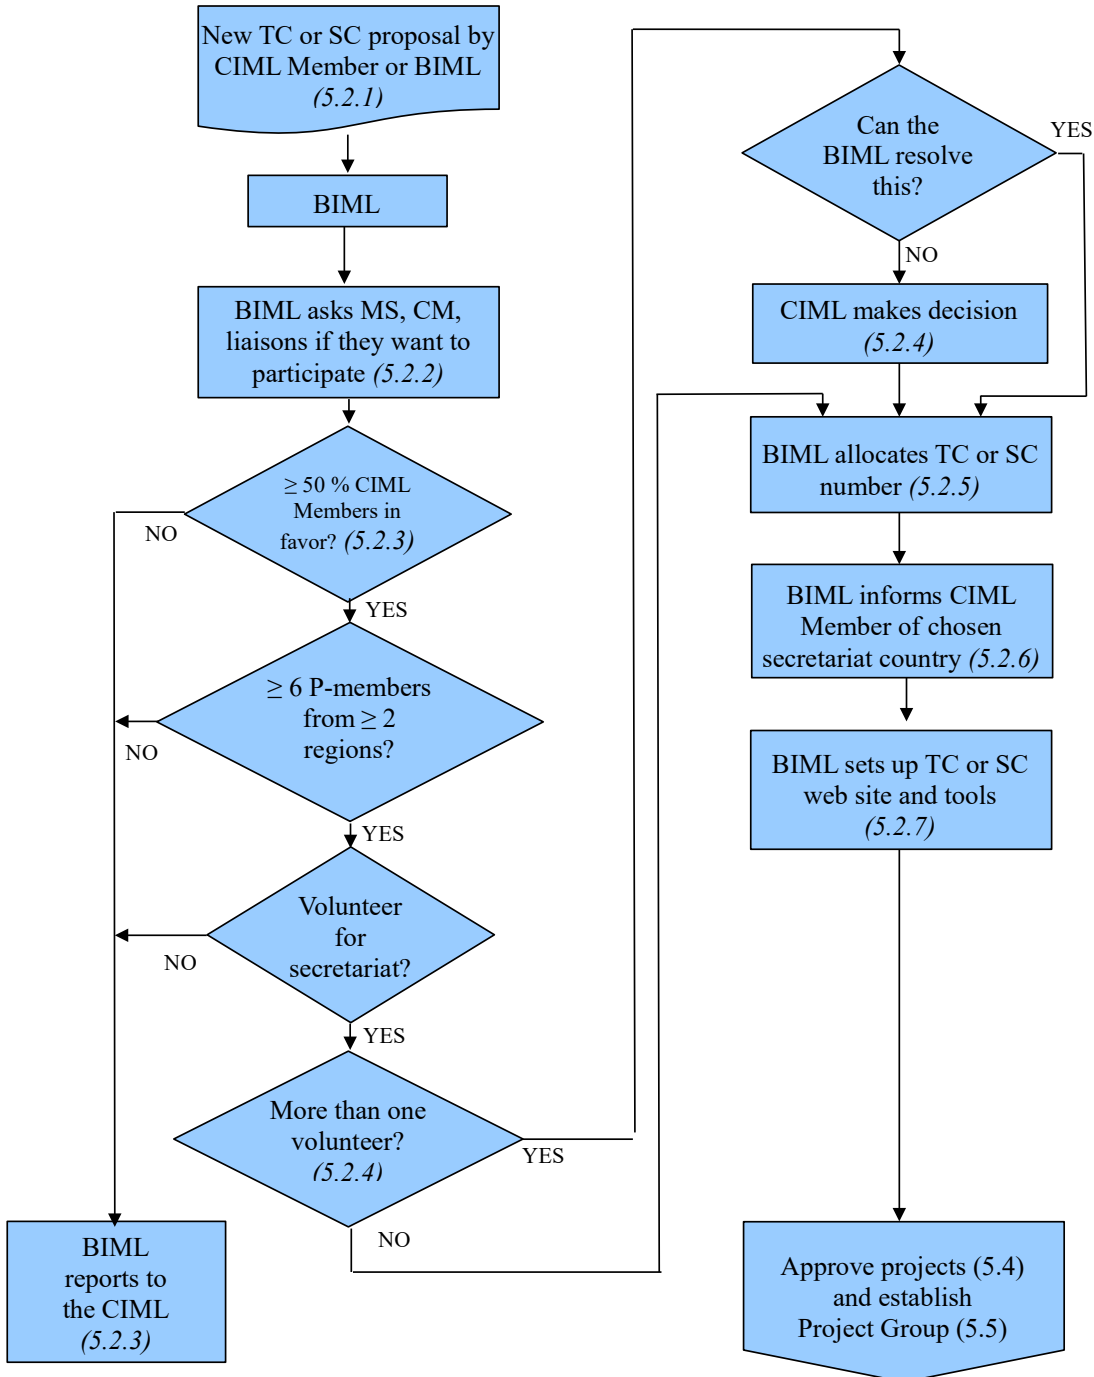 New TC or SC proposal by
CIML Member or BIML
(5.2.1)
BIML
BIML asks MS, CM,
liaisons if they want to
participate (5.2.2)
≥ 50 % CIML
Members in
favor? (5.2.3)
NO
YES
≥ 6 P-members
from ≥ 2
regions?
NO
YES
Volunteer
for
secretariat?
NO
YES
More than one
volunteer?
(5.2.4)
YES
NO
BIML
reports to
the CIML
(5.2.3)
Can the
BIML resolve
this?
YES
NO
CIML makes decision
(5.2.4)
BIML allocates TC or SC
number (5.2.5)
BIML informs CIML
Member of chosen
secretariat country (5.2.6)
BIML sets up TC or SC
web site and tools
(5.2.7)
Approve projects (5.4)
and establish
Project Group (5.5)